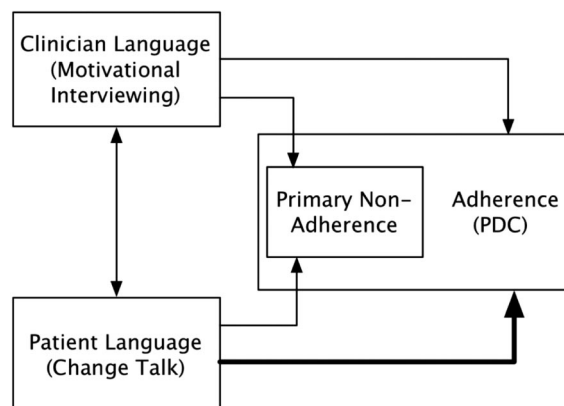 Clinician Language
(Motivational
Interviewing)
Primary Non-
Adherence
Adherence
(PDC)
Patient Language
(Change Talk)